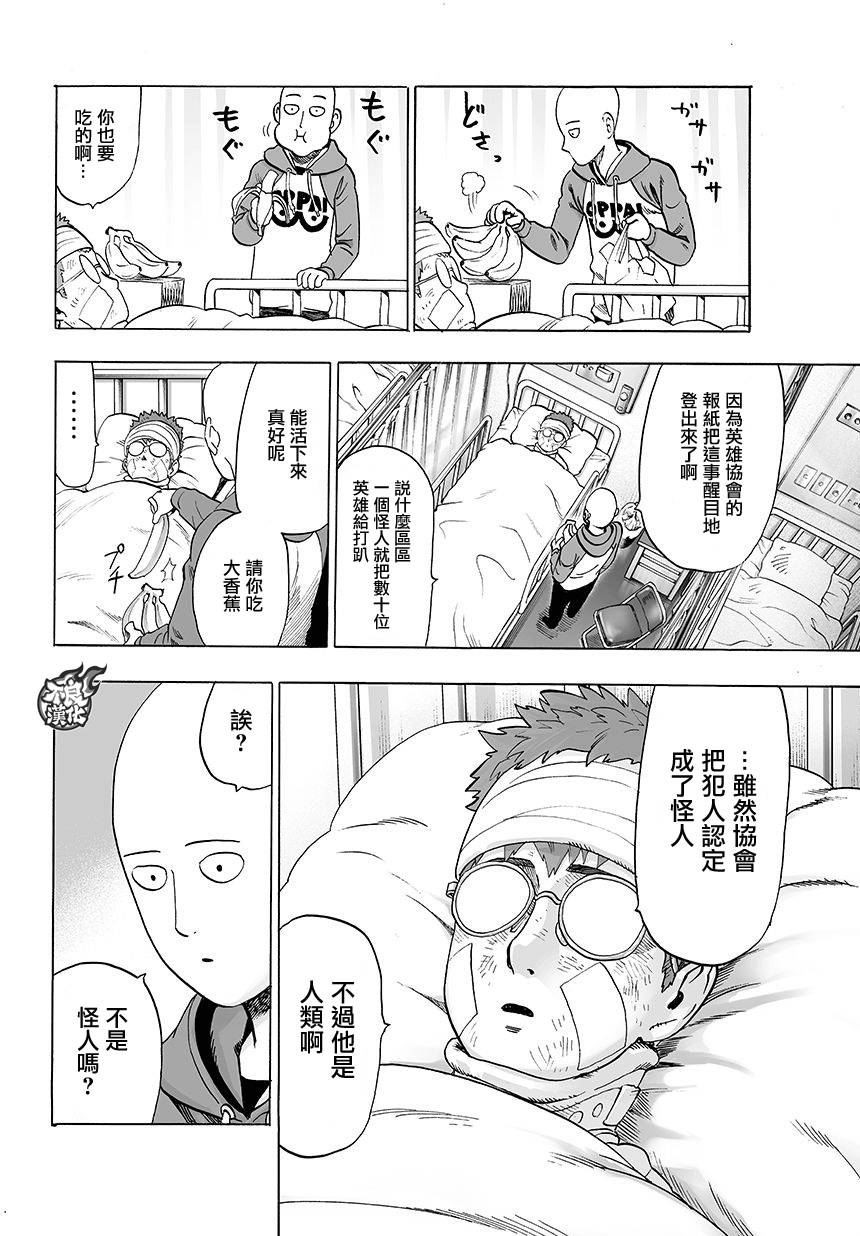 ガサ
ガサ
どさっ
OPPAI
もぐ
もぐ
OPPAI
你也要
吃的啊…
因為英雄協會的
報紙把這事醒目地
登出來了啊
說什麼區區
一個怪人就把數十位
英雄給打趴
能活下來
真好呢
請你吃
大香蕉
プチ
……
…雖然協會
把犯人認定
成了怪人
不過他是
人類啊
誒?
不是
怪人嗎?
漢化